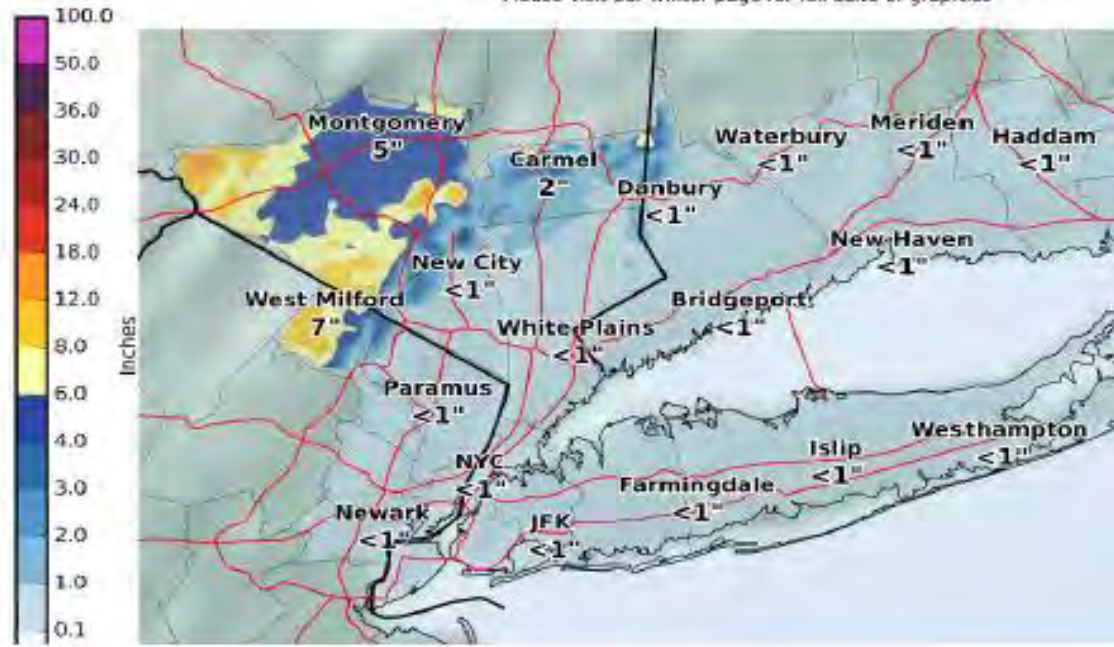 100.0
50.0
36.0
30.0
24.0
18.0
12.0
8.0
6.0
4.0
3.0
2.0
1.0
0.1
Inches
Montgomery
5"
Carmel
2"
Waterbury
<1"
Meriden
<1"
Haddam
<1"
Danbury
<1"
New Haven
<1"
New City
<1"
West Milford
7"
Bridgeport
<1"
White Plains
<1"
Paramus
<1"
NYC
<1"
Islip
<1"
Westhampton
<1"
Farmingdale
<1"
Newark
<1"
JFK
<1"